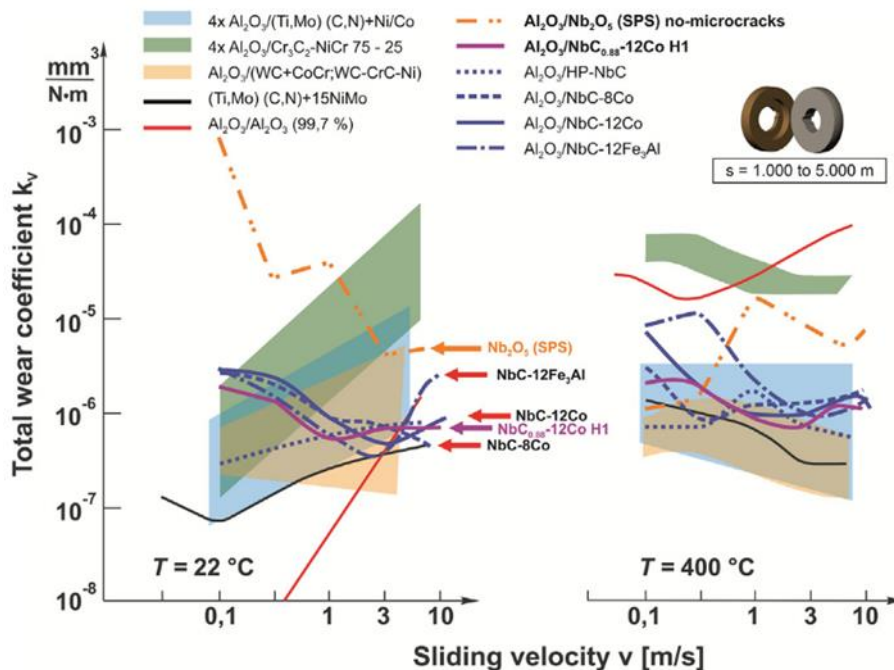 4x Al₂O₃/(Ti,Mo) (C,N)+Ni/Co
4x Al₂O₃/Cr₃C₂-NiCr 75 - 25
Al₂O₃/(WC+CoCr;WC-CrC-Ni)
(Ti,Mo) (C,N)+15NiMo
Al₂O₃/Al₂O₃ (99,7 %)
Al₂O₃/Nb₂O₅ (SPS) no-microcracks
Al₂O₃/NbC₀.₈₈-12Co H1
Al₂O₃/HP-NbC
Al₂O₃/NbC-8Co
Al₂O₃/NbC-12Co
Al₂O₃/NbC-12Fe₃Al
s = 1.000 to 5.000 m
mm³
N•m
10⁻³
10⁻⁴
10⁻⁵
10⁻⁶
10⁻⁷
10⁻⁸
Total wear coefficient kᵥ
Nb₂O₅ (SPS)
NbC-12Fe₃Al
NbC-12Co
NbC₀.₈₈-12Co H1
NbC-8Co
T = 22 °C
T = 400 °C
0,1 1 3 10
0,1 1 3 10
Sliding velocity v [m/s]